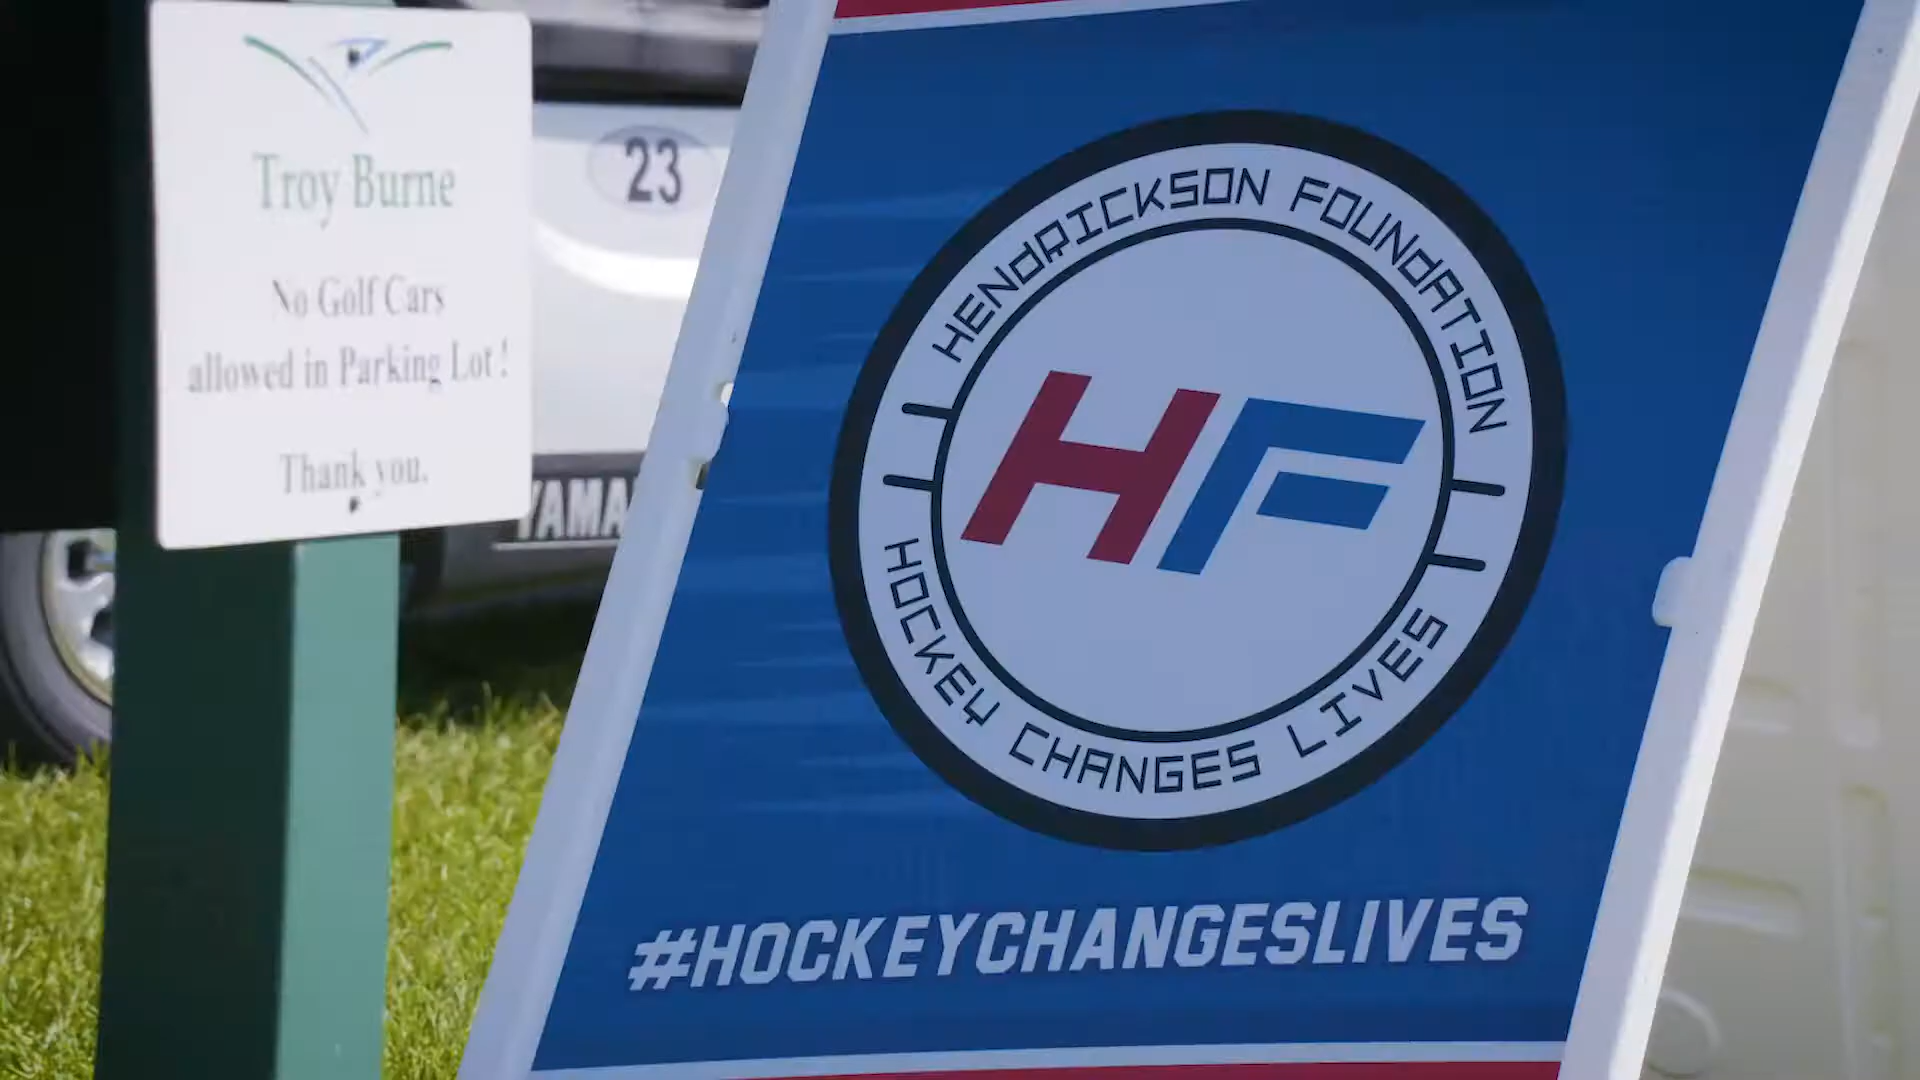 Troy Burne
No Golf Cars
allowed in Parking Lot!
Thank you.
23
HENDRICKSON FOUNDATION
HF
HOCKEY CHANGES LIVES
#HOCKEYCHANGESLIVES